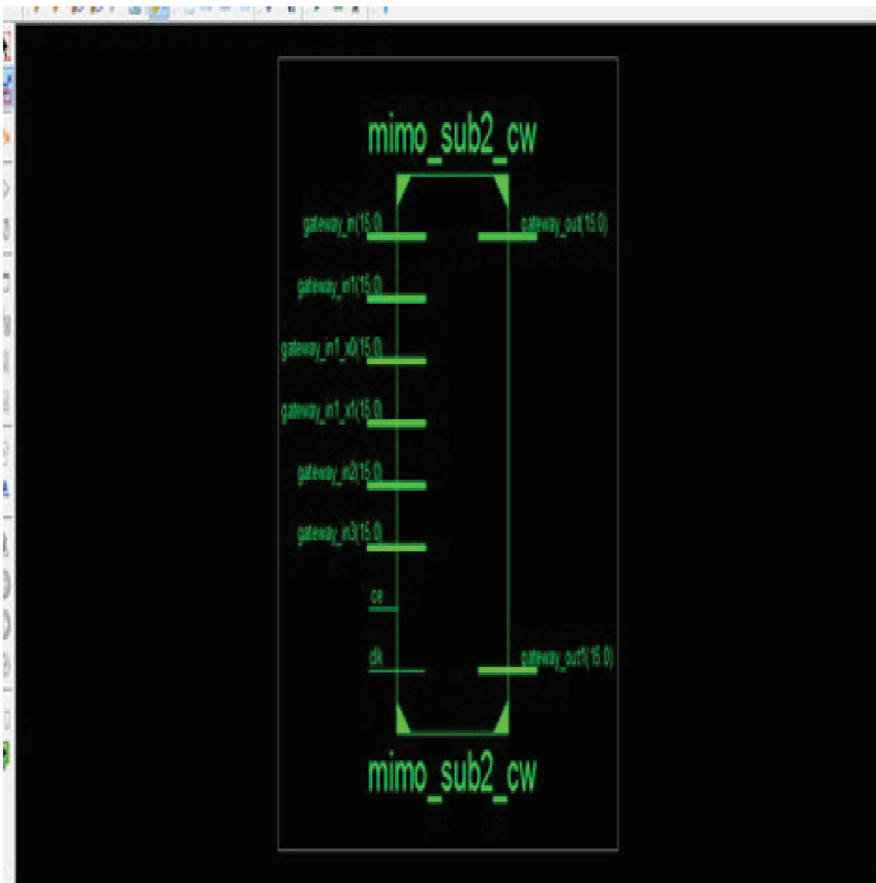 mimo_sub2_cw
gateway_in(15:0)
gateway_out(15:0)
gateway_in1(15:0)
gateway_in1_x0(15:0)
gateway_in1_x1(15:0)
gateway_in2(15:0)
gateway_in3(15:0)
ce
clk
gateway_out1(15:0)
mimo_sub2_cw